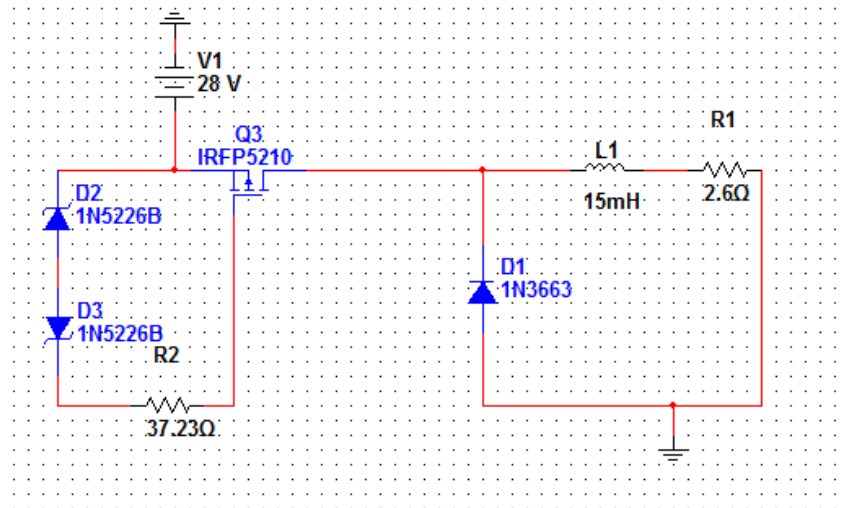 V1
28 V
Q3
IRFP5210
R1
L1
15mH
2.6Ω
D2
1N5226B
D1
1N3663
D3
1N5226B
R2
37.23Ω